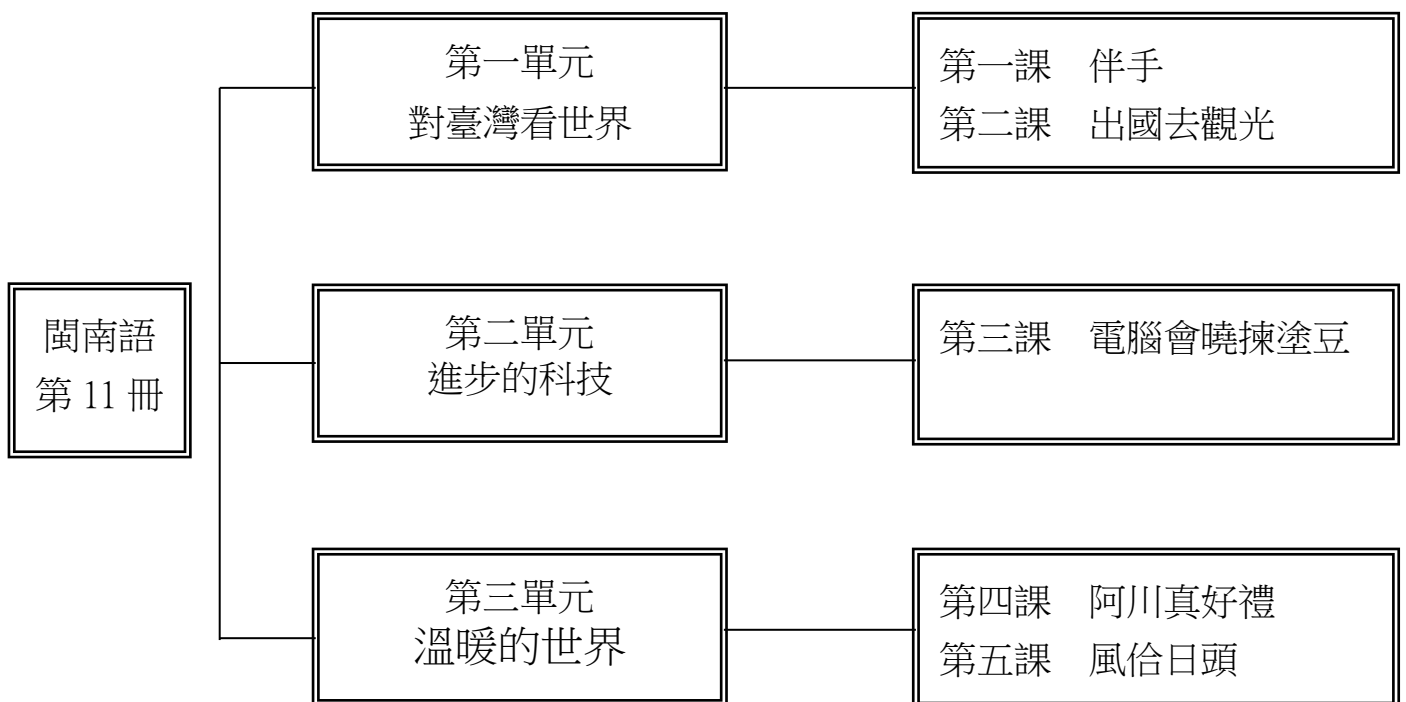 閩南語
第 11 冊
第一單元
對臺灣看世界
第一課　伴手
第二課　出國去觀光
第二單元
進步的科技
第三課　電腦會曉揀塗豆
第三單元
溫暖的世界
第四課　阿川真好禮
第五課　風佮日頭